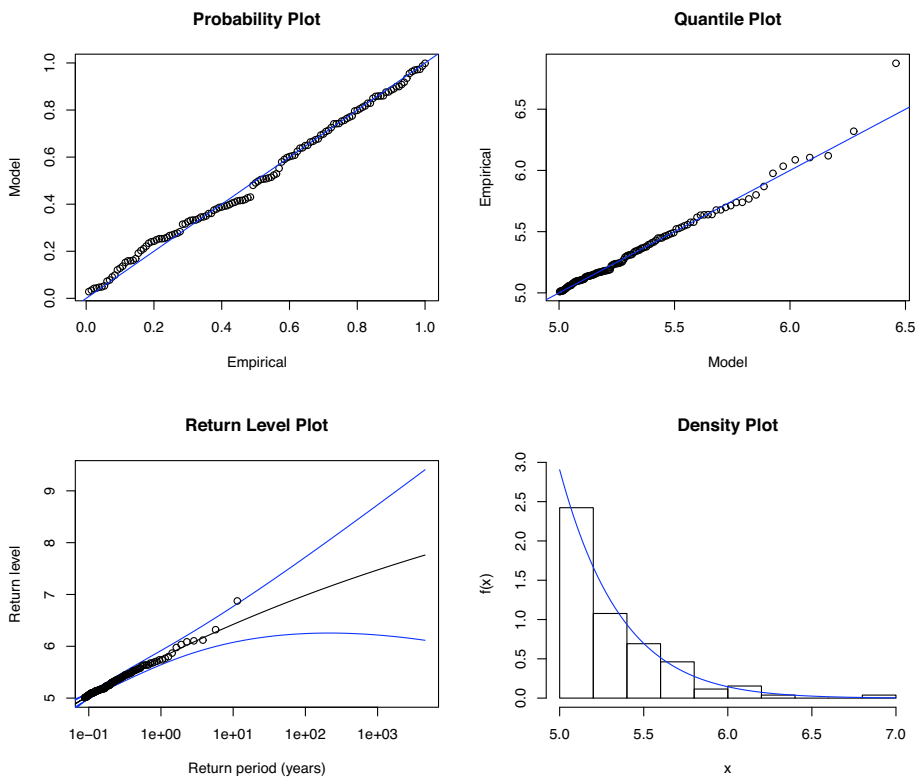 Probability Plot
Model
1.0
0.8
0.6
0.4
0.2
0.0
0.0 0.2 0.4 0.6 0.8 1.0
Empirical
Quantile Plot
Empirical
6.5
6.0
5.5
5.0
5.0 5.5 6.0 6.5
Model
Return Level Plot
Return level
9
8
7
6
5
1e−01 1e+00 1e+01 1e+02 1e+03
Return period (years)
Density Plot
f(x)
3.0
2.5
2.0
1.5
1.0
0.5
0.0
5.0 5.5 6.0 6.5 7.0
x